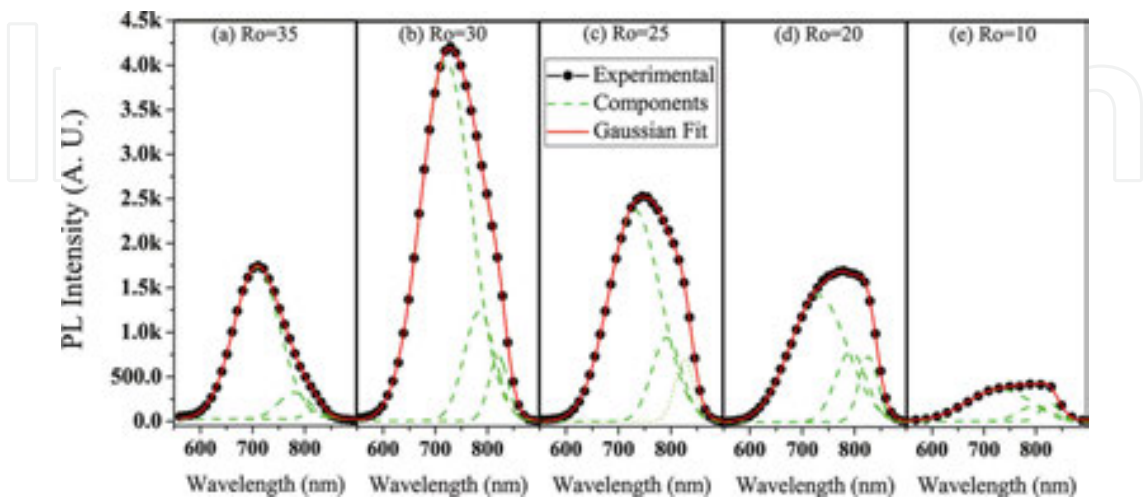 (a) Ro=35 (b) Ro=30 (c) Ro=25 (d) Ro=20 (e) Ro=10
Experimental
Components
Gaussian Fit
PL Intensity (A. U.)
4.5k
4.0k
3.5k
3.0k
2.5k
2.0k
1.5k
1.0k
500.0
0.0
600 700 800 600 700 800 600 700 800 600 700 800 600 700 800
Wavelength (nm) Wavelength (nm) Wavelength (nm) Wavelength (nm) Wavelength (nm)